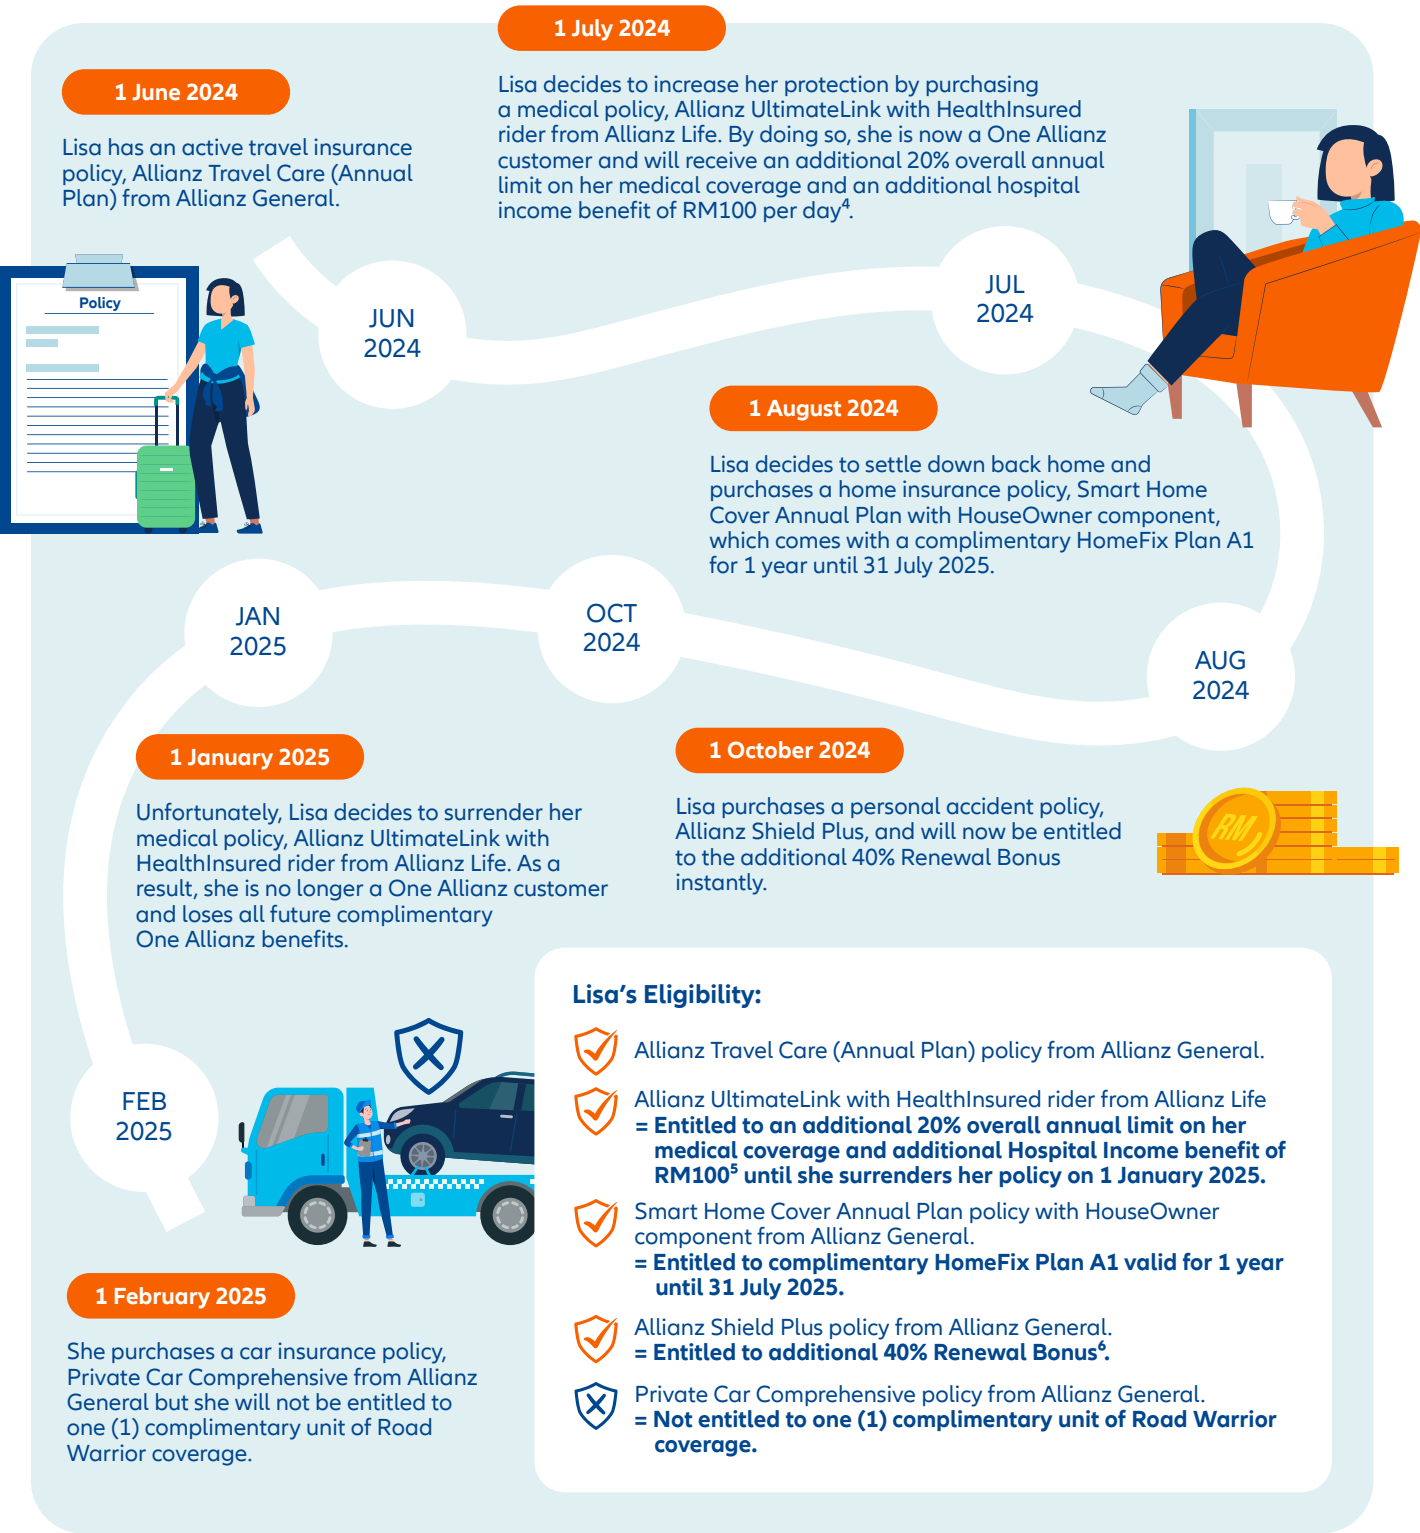 1 June 2024
Lisa has an active travel insurance
policy, Allianz Travel Care (Annual
Plan) from Allianz General.
1 July 2024
Lisa decides to increase her protection by purchasing
a medical policy, Allianz UltimateLink with HealthInsured
rider from Allianz Life. By doing so, she is now a One Allianz
customer and will receive an additional 20% overall annual
limit on her medical coverage and an additional hospital
income benefit of RM100 per day⁴.
Policy
JUN
2024
JUL
2024
1 August 2024
Lisa decides to settle down back home and
purchases a home insurance policy, Smart Home
Cover Annual Plan with HouseOwner component,
which comes with a complimentary HomeFix Plan A1
for 1 year until 31 July 2025.
AUG
2024
OCT
2024
JAN
2025
1 October 2024
Lisa purchases a personal accident policy,
Allianz Shield Plus, and will now be entitled
to the additional 40% Renewal Bonus
instantly.
RM
1 January 2025
Unfortunately, Lisa decides to surrender her
medical policy, Allianz UltimateLink with
HealthInsured rider from Allianz Life. As a
result, she is no longer a One Allianz customer
and loses all future complimentary
One Allianz benefits.
FEB
2025
1 February 2025
She purchases a car insurance policy,
Private Car Comprehensive from Allianz
General but she will not be entitled to
one (1) complimentary unit of Road
Warrior coverage.
Lisa's Eligibility:
Allianz Travel Care (Annual Plan) policy from Allianz General.
Allianz UltimateLink with HealthInsured rider from Allianz Life
= Entitled to an additional 20% overall annual limit on her
medical coverage and additional Hospital Income benefit of
RM100⁵ until she surrenders her policy on 1 January 2025.
Smart Home Cover Annual Plan policy with HouseOwner
component from Allianz General.
= Entitled to complimentary HomeFix Plan A1 valid for 1 year
until 31 July 2025.
Allianz Shield Plus policy from Allianz General.
= Entitled to additional 40% Renewal Bonus⁶.
Private Car Comprehensive policy from Allianz General.
= Not entitled to one (1) complimentary unit of Road Warrior
coverage.